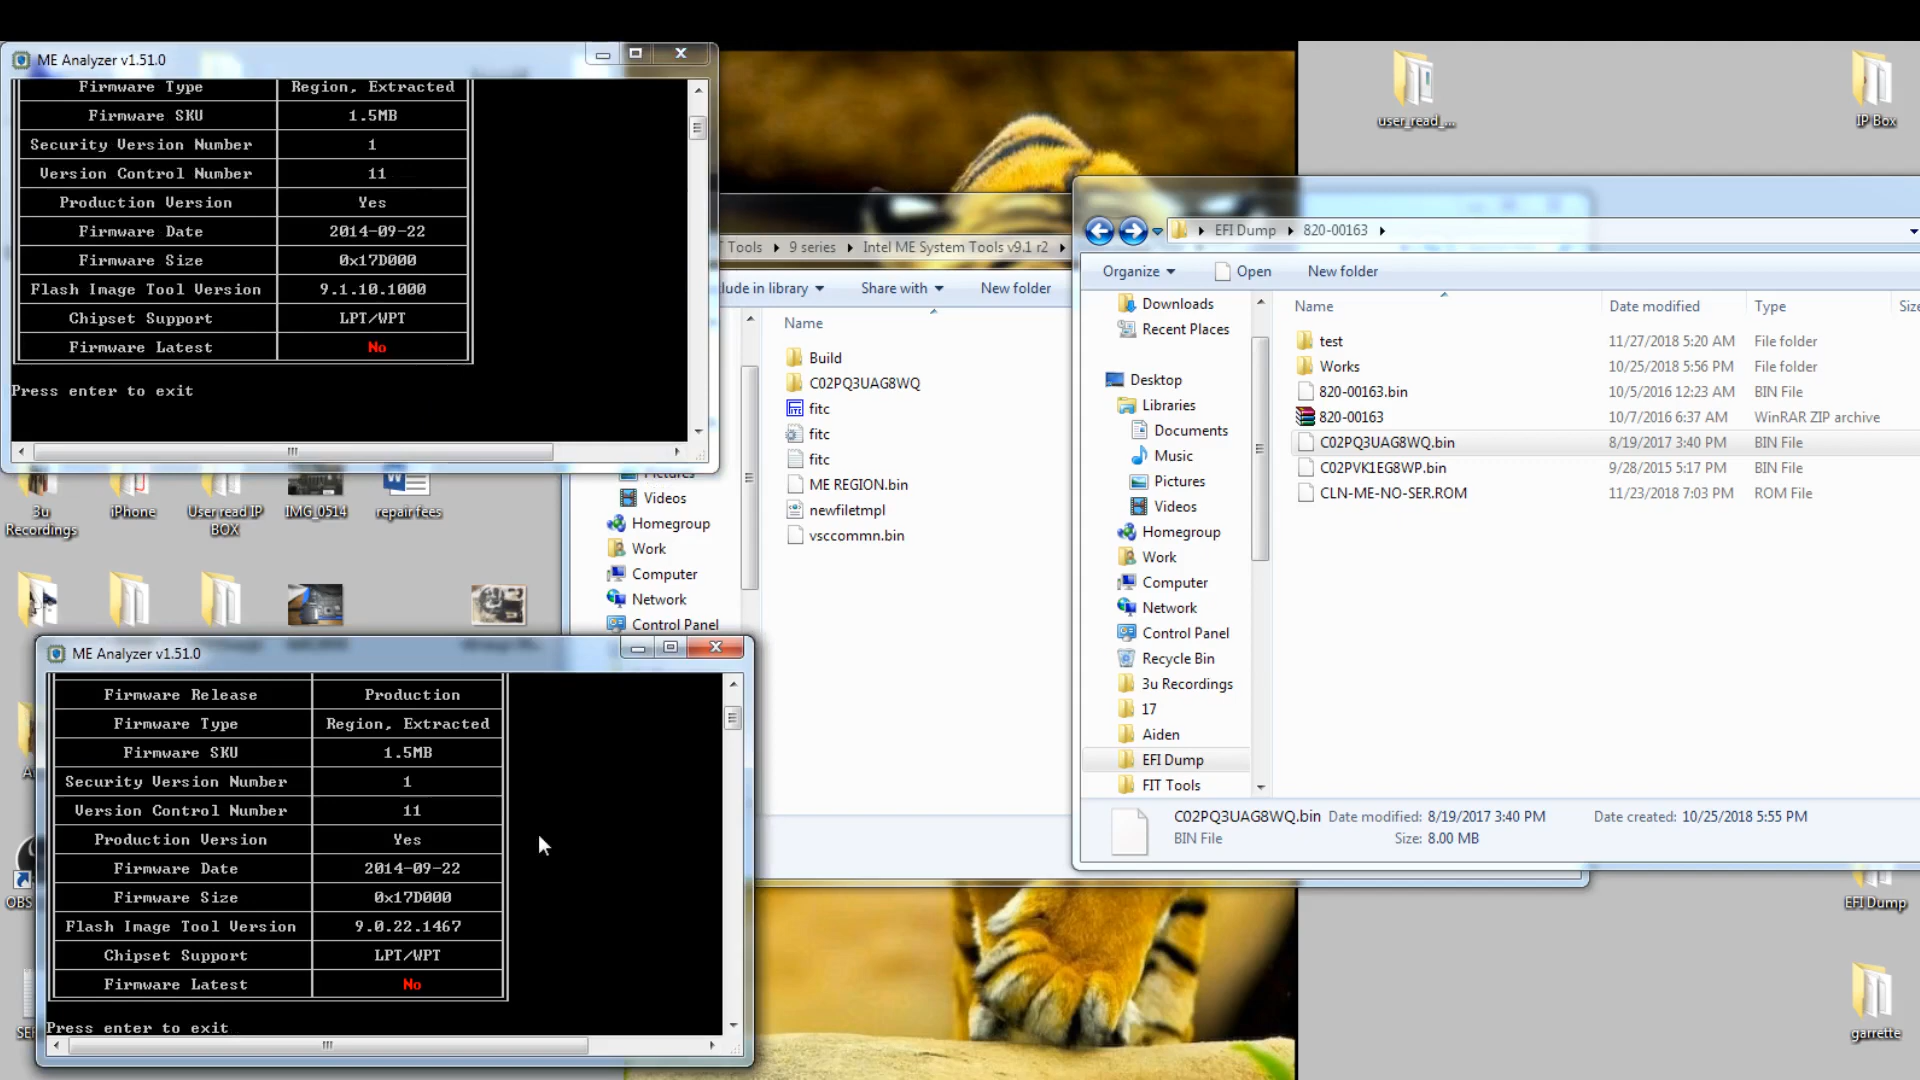 ME Analyzer v1.51.0
Firmware Type Region, Extracted
Firmware SKU 1.5MB
Security Version Number 1
Version Control Number 11
Production Version Yes
Firmware Date 2014-09-22
Firmware Size 0x17D000
Flash Image Tool Version 9.1.10.1000
Chipset Support LPT/WPT
Firmware Latest No
Press enter to exit
3u Recordings
iPhone
User read IP BOX
IMG_0514
repair fees
ME Analyzer v1.51.0
Firmware Release Production
Firmware Type Region, Extracted
Firmware SKU 1.5MB
Security Version Number 1
Version Control Number 11
Production Version Yes
Firmware Date 2014-09-22
Firmware Size 0x17D000
Flash Image Tool Version 9.0.22.1467
Chipset Support LPT/WPT
Firmware Latest No
Press enter to exit
OBS
Tools 9 series Intel ME System Tools v9.1 r2
lude in library Share with New folder
Name
Build
C02PQ3UAG8WQ
fitc
fitc
fitc
ME REGION.bin
newfiletmpl
vsccommn.bin
Pictures
Videos
Homegroup
Work
Computer
Network
Control Panel
user_read_...
IP Box
EFI Dump 820-00163
Organize Open New folder
Name Date modified Type Size
test 11/27/2018 5:20 AM File folder
Works 10/25/2018 5:56 PM File folder
820-00163.bin 10/5/2016 12:23 AM BIN File
820-00163 10/7/2016 6:37 AM WinRAR ZIP archive
C02PQ3UAG8WQ.bin 8/19/2017 3:40 PM BIN File
C02PVK1EG8WP.bin 9/28/2015 5:17 PM BIN File
CLN-ME-NO-SER.ROM 11/23/2018 7:03 PM ROM File
Downloads
Recent Places
Desktop
Libraries
Documents
Music
Pictures
Videos
Homegroup
Work
Computer
Network
Control Panel
Recycle Bin
3u Recordings
17
Aiden
EFI Dump
FIT Tools
C02PQ3UAG8WQ.bin Date modified: 8/19/2017 3:40 PM Date created: 10/25/2018 5:55 PM
BIN File Size: 8.00 MB
EFI Dump
garrette